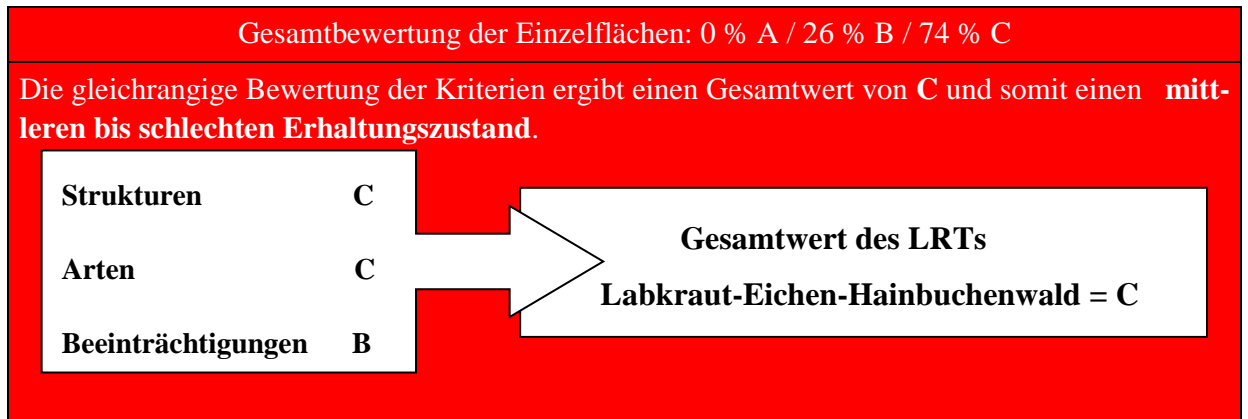 Gesamtbewertung der Einzelflächen: 0 % A / 26 % B / 74 % C
Die gleichrangige Bewertung der Kriterien ergibt einen Gesamtwert von C und somit einen mitt-
leren bis schlechten Erhaltungszustand.
Strukturen C
Arten C
Beeinträchtigungen B
Gesamtwert des LRTs
Labkraut-Eichen-Hainbuchenwald = C